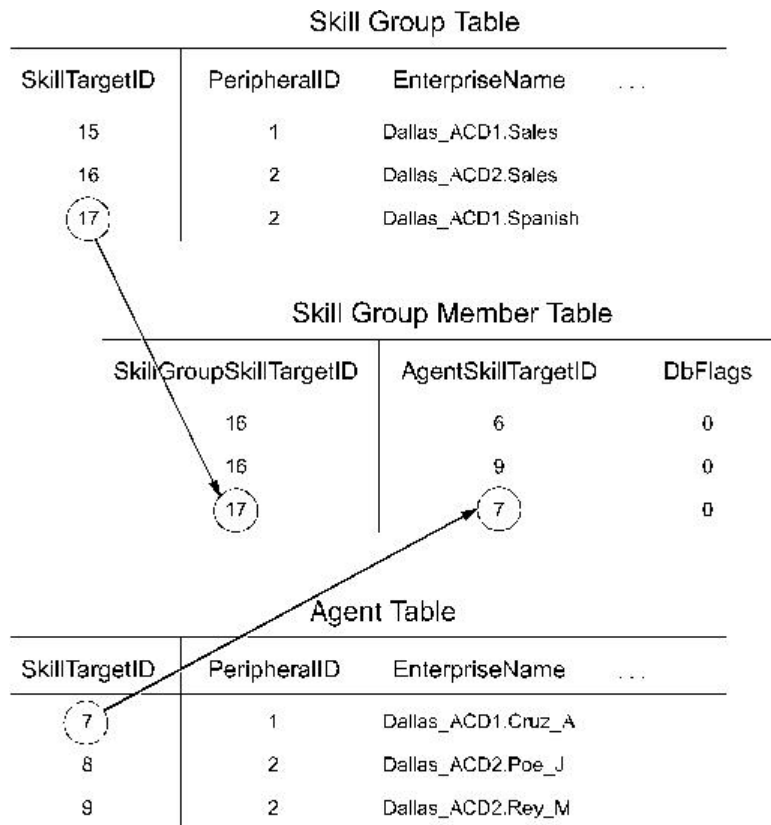 Skill Group Table
SkillTargetID PeripheralID EnterpriseName ...
15 1 Dallas_ACD1.Sales
16 2 Dallas_ACD2.Sales
17 2 Dallas_ACD1.Spanish
Skill Group Member Table
SkillGroupSkillTargetID AgentSkillTargetID DbFlags
16 6 0
16 9 0
17 7 0
Agent Table
SkillTargetID PeripheralID EnterpriseName ...
7 1 Dallas_ACD1.Cruz_A
8 2 Dallas_ACD2.Poe_J
9 2 Dallas_ACD2.Rey_M